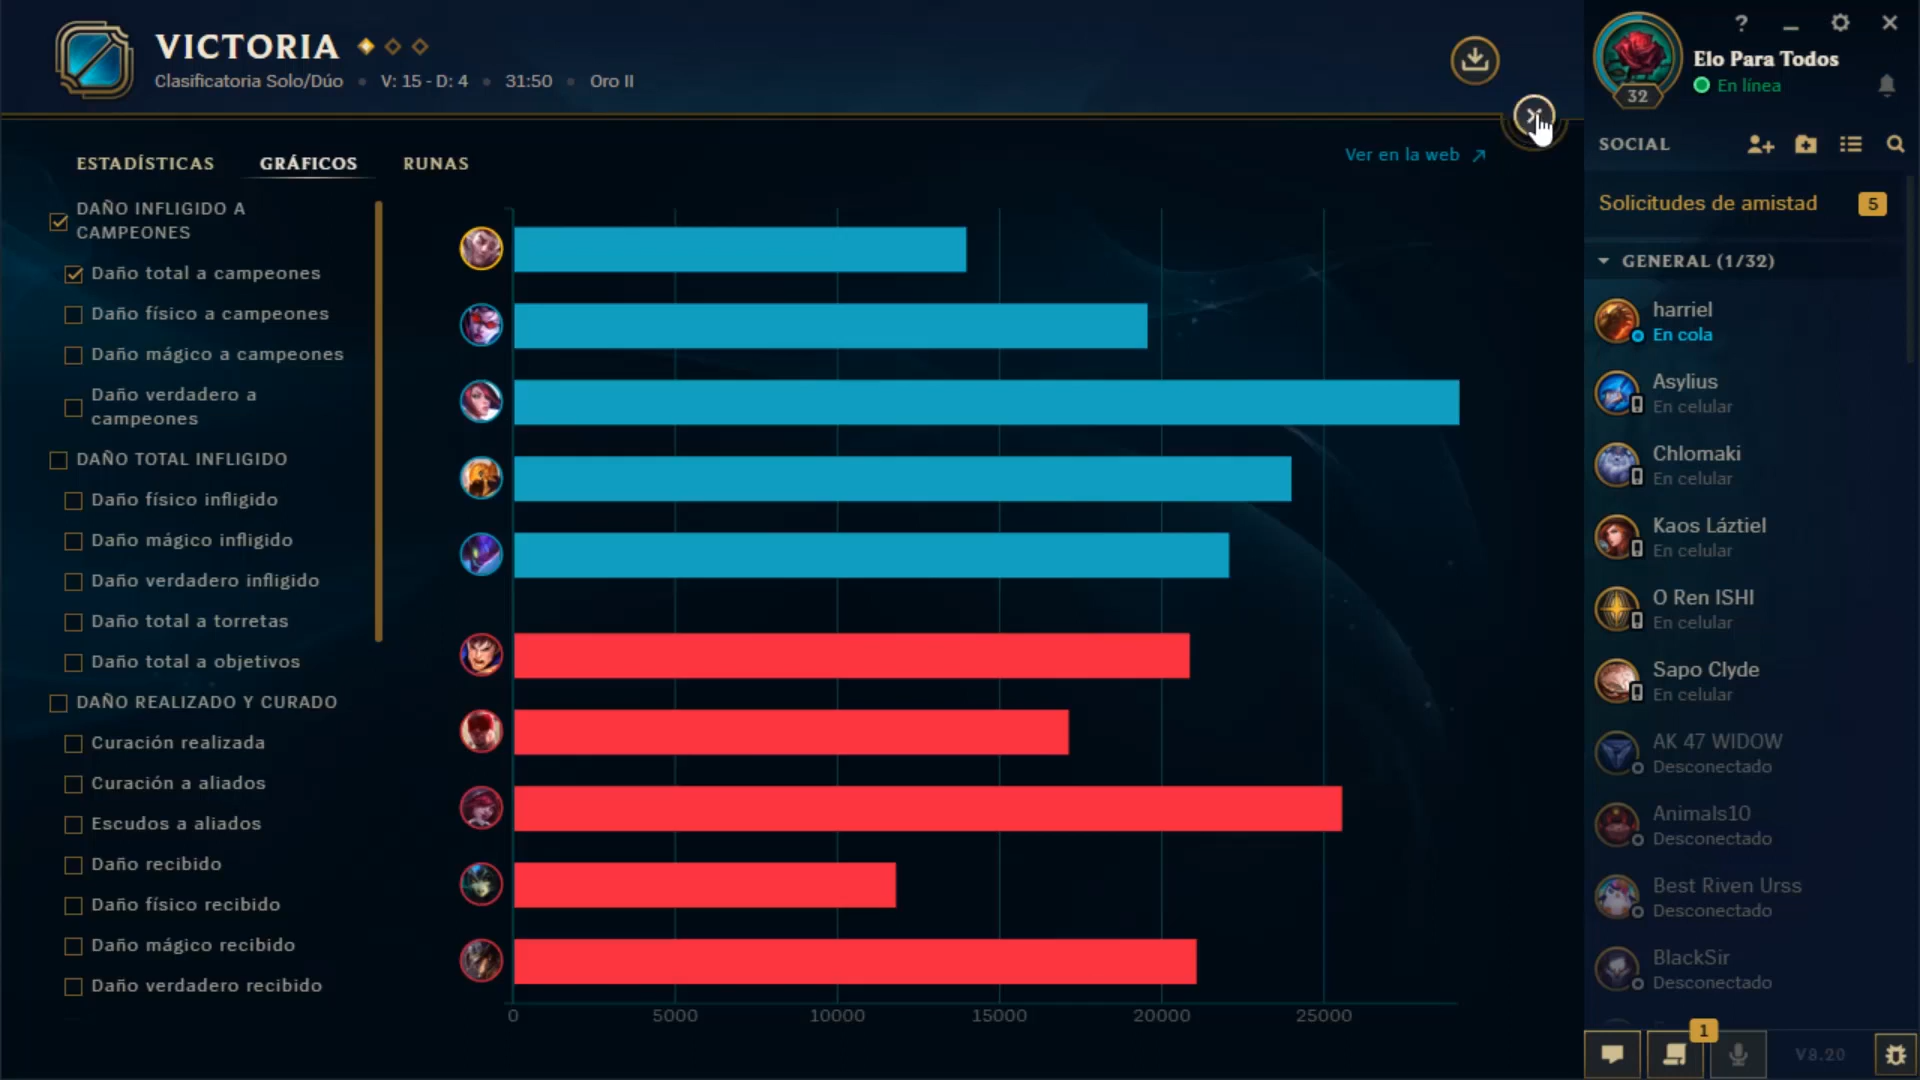 VICTORIA
Clasificatoria Solo/Dúo • V: 15 - D: 4 • 31:50 • Oro II
ESTADÍSTICAS GRÁFICOS RUNAS
Ver en la web
DAÑO INFLIGIDO A
CAMPEONES
Daño total a campeones
Daño físico a campeones
Daño mágico a campeones
Daño verdadero a
campeones
DAÑO TOTAL INFLIGIDO
Daño físico infligido
Daño mágico infligido
Daño verdadero infligido
Daño total a torretas
Daño total a objetivos
DAÑO REALIZADO Y CURADO
Curación realizada
Curación a aliados
Escudos a aliados
Daño recibido
Daño físico recibido
Daño mágico recibido
Daño verdadero recibido
0 5000 10000 15000 20000 25000
?
Elo Para Todos
En línea
32
SOCIAL
Solicitudes de amistad 5
GENERAL (1/32)
harriel
En cola
Asylius
En celular
Chlomaki
En celular
Kaos Láztiel
En celular
O Ren ISHI
En celular
Sapo Clyde
En celular
AK 47 WIDOW
Desconectado
Animals10
Desconectado
Best Riven Urss
Desconectado
BlackSir
Desconectado
1
V8.20